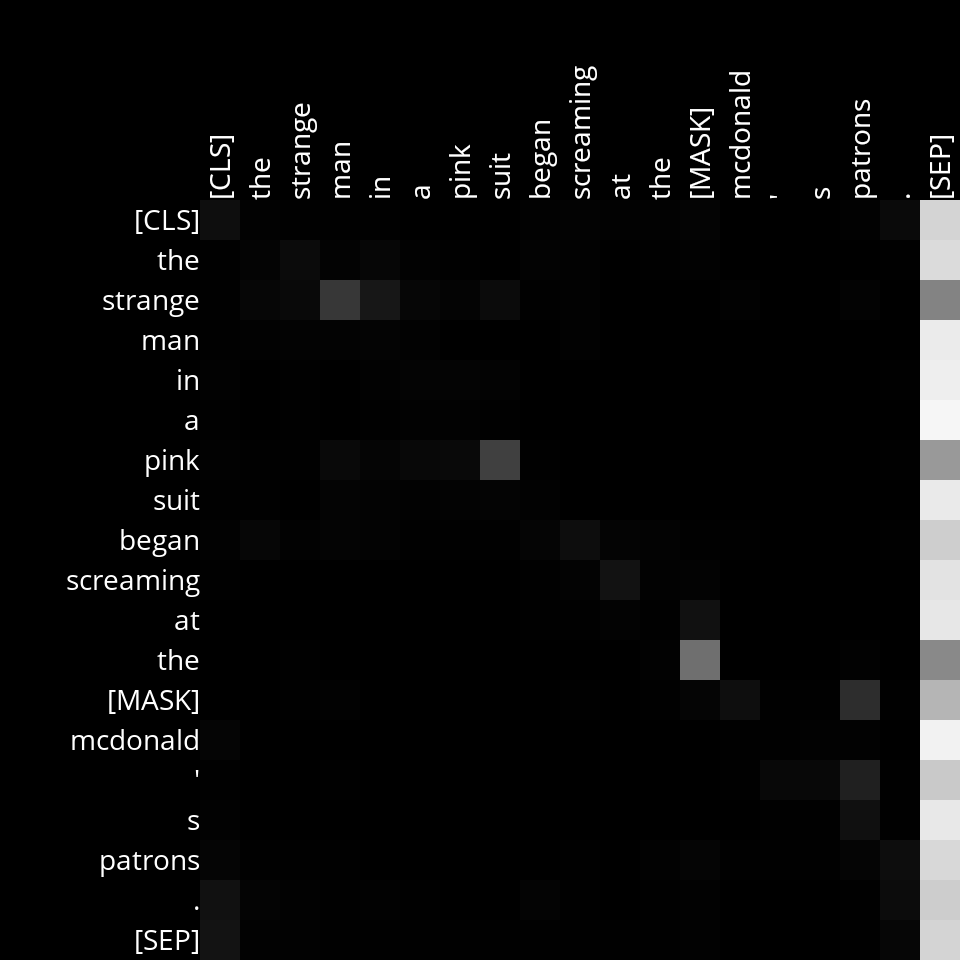 [CLS] the strange man in a pink suit began screaming at the [MASK] mcdonald ' s patrons . [SEP]
[CLS]
the
strange
man
in
a
pink
suit
began
screaming
at
the
[MASK]
mcdonald
'
s
patrons
.
[SEP]